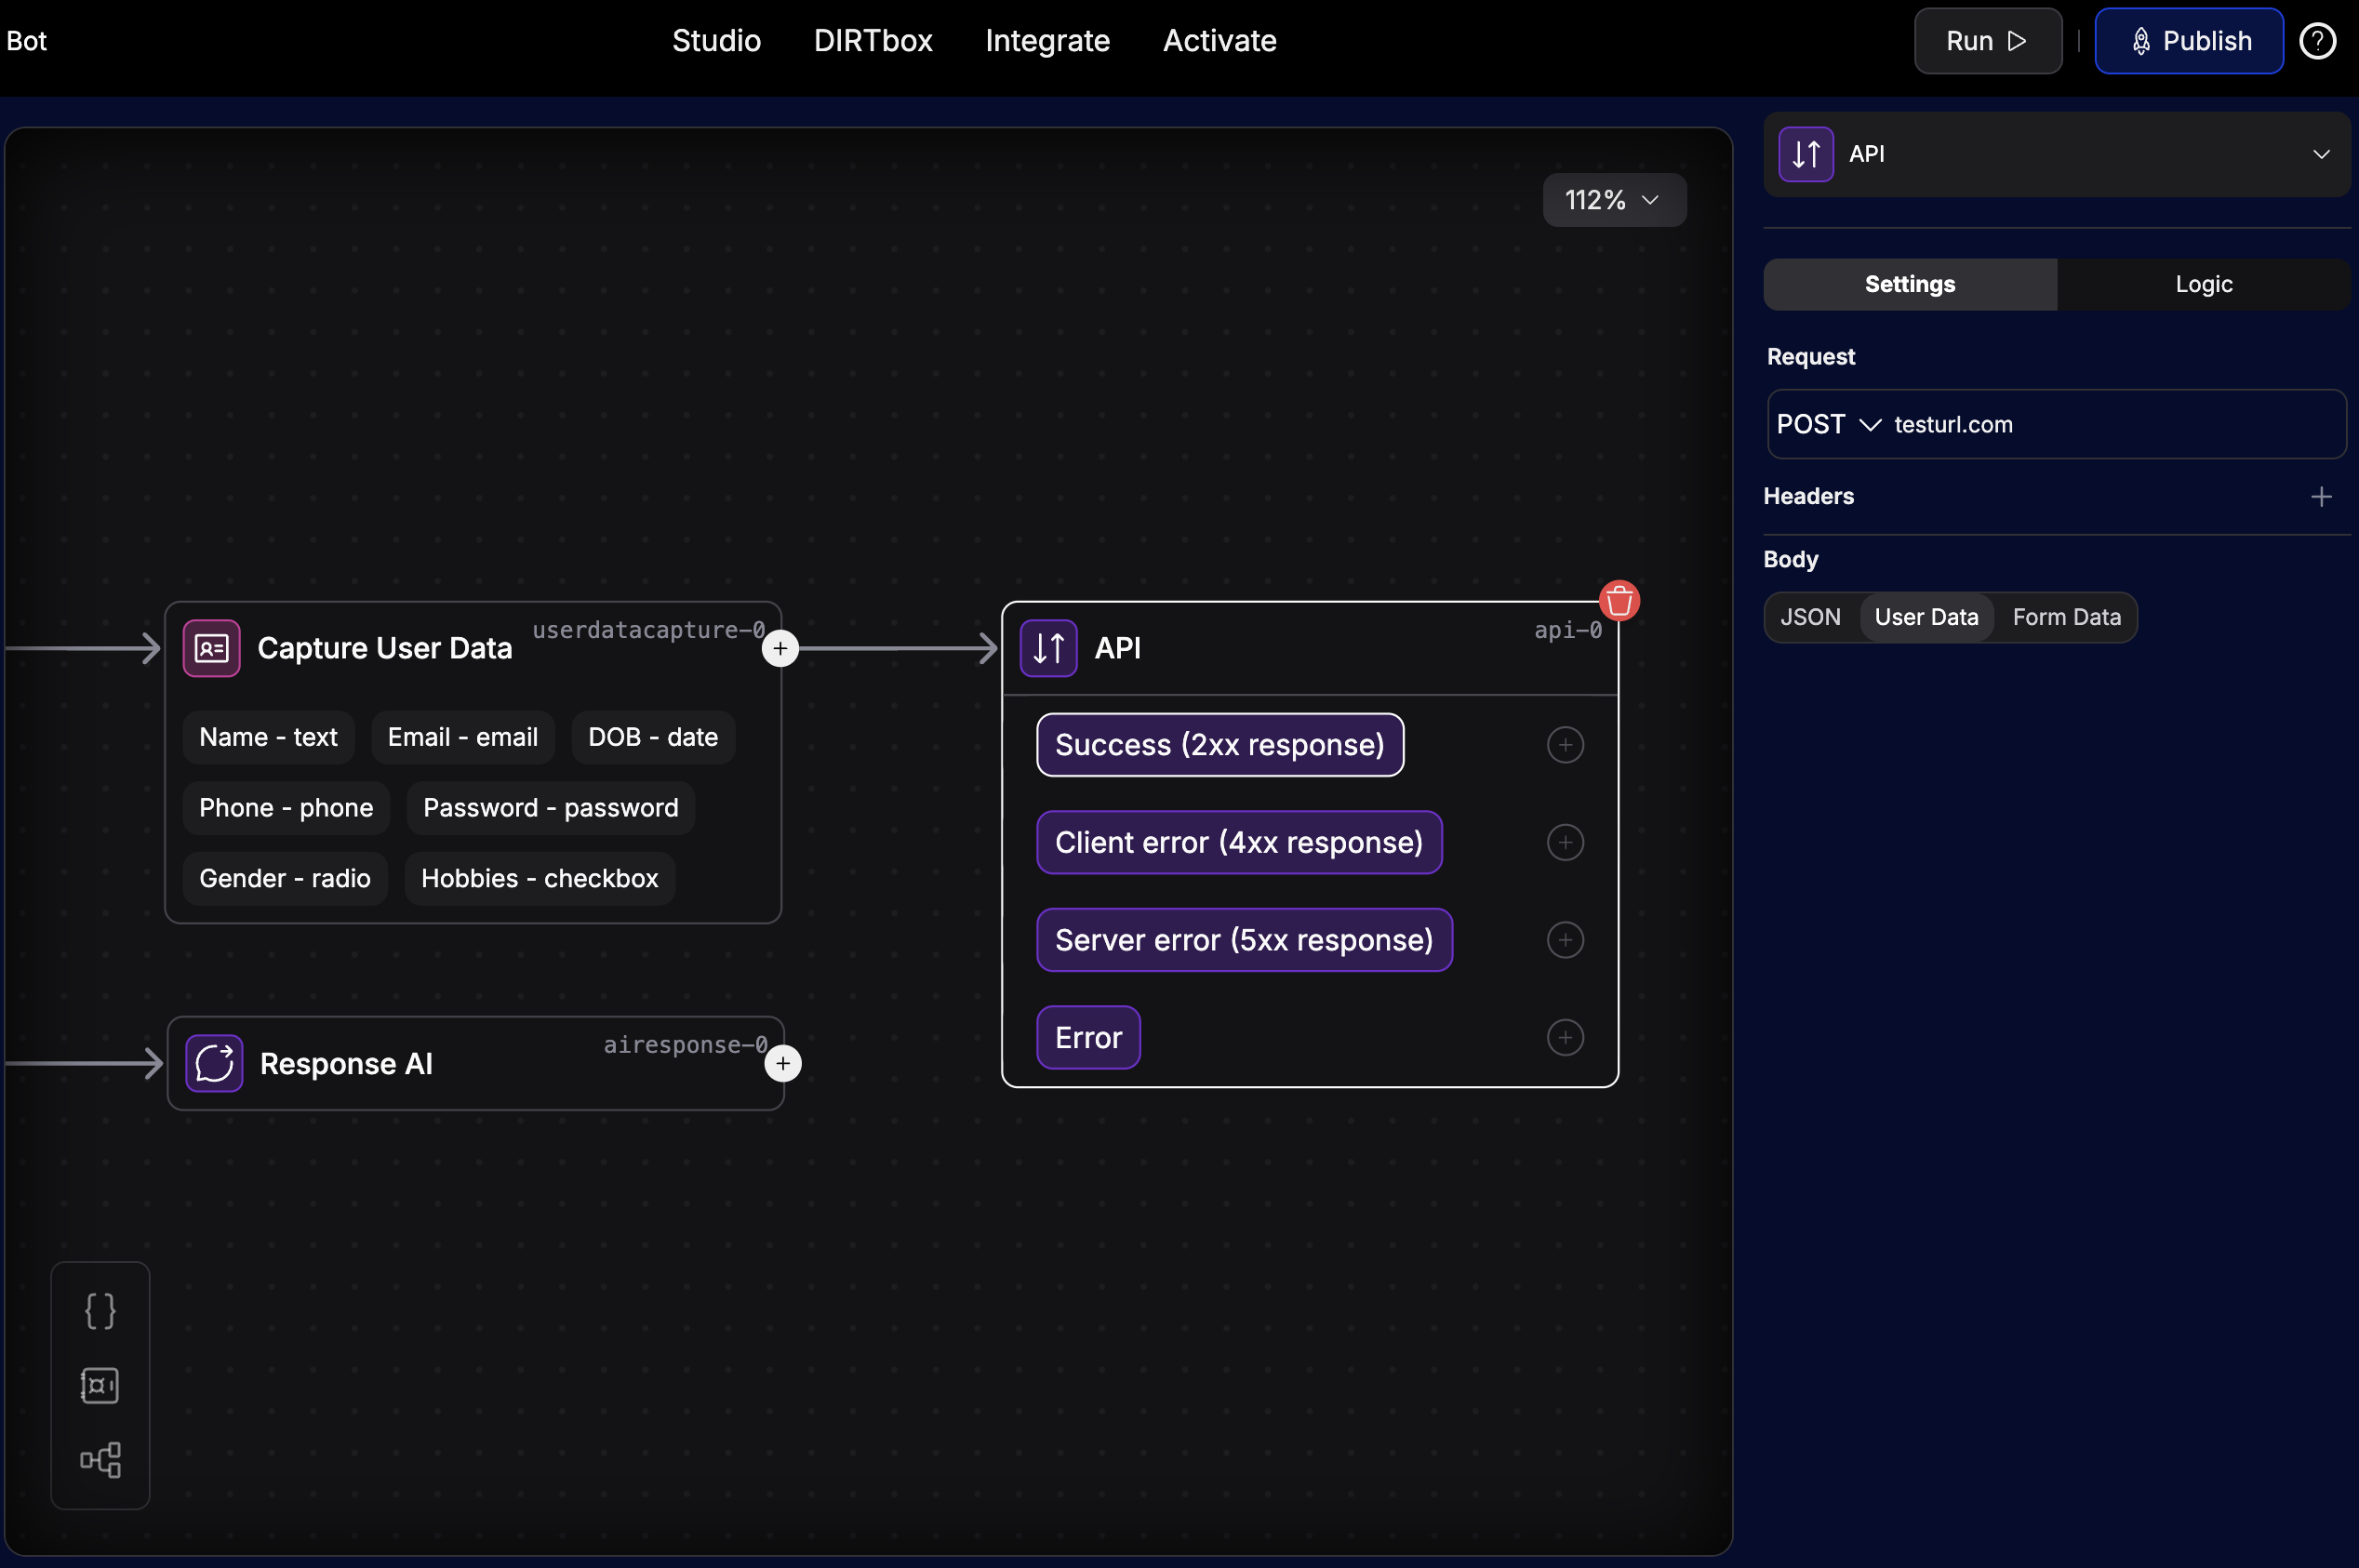 Bot
Studio
DIRTbox
Integrate
Activate
Run
Publish
?
112%
Capture User Data
userdatacapture-0
Name - text
Email - email
DOB - date
Phone - phone
Password - password
Gender - radio
Hobbies - checkbox
Response AI
airesponse-0
API
api-0
Success (2xx response)
Client error (4xx response)
Server error (5xx response)
Error
API
Settings
Logic
Request
POST
testurl.com
Headers
Body
JSON
User Data
Form Data